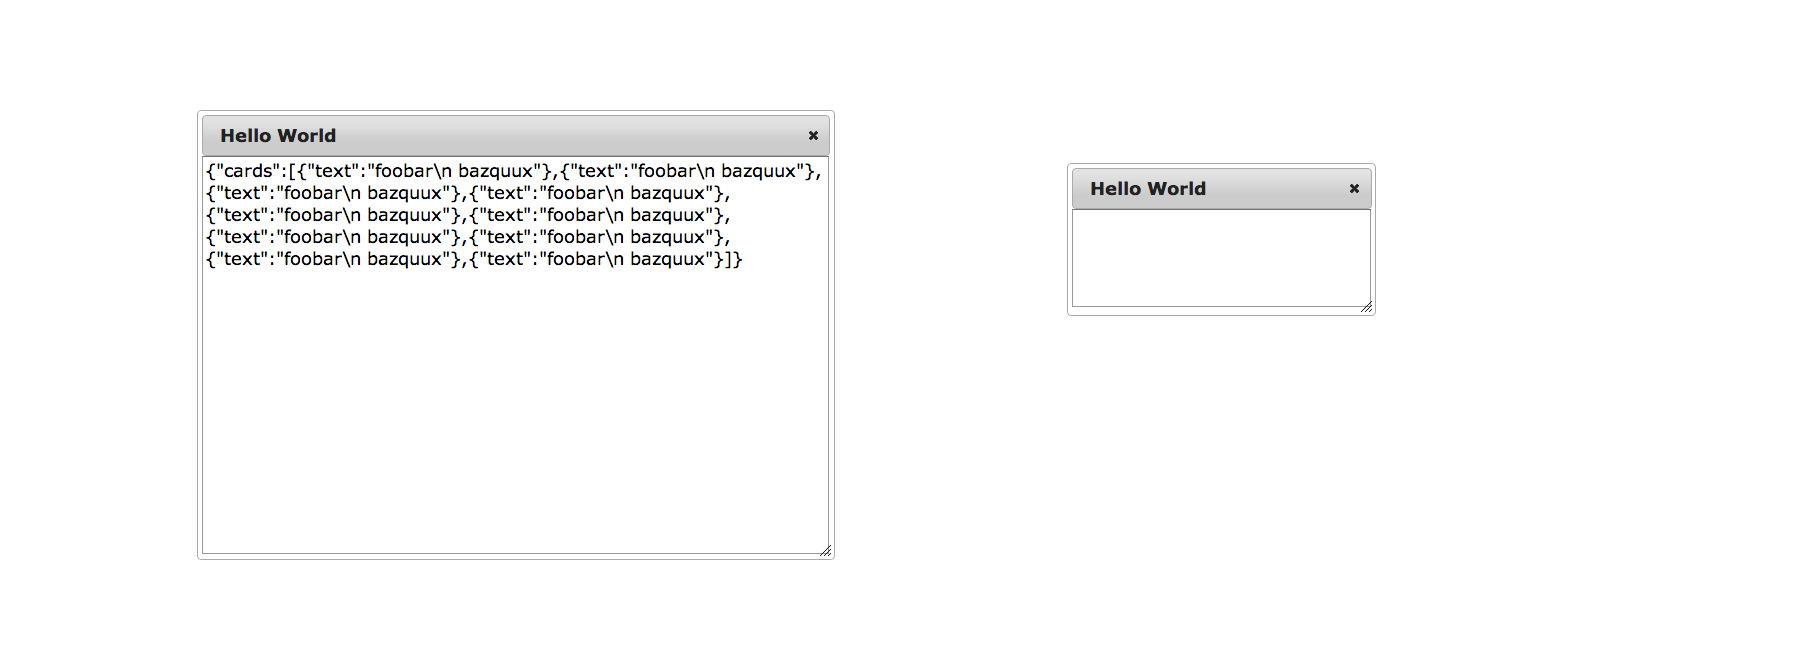 Hello World
{"cards":[{"text":"foobar\n bazquux"},{"text":"foobar\n bazquux"},
{"text":"foobar\n bazquux"},{"text":"foobar\n bazquux"},
{"text":"foobar\n bazquux"},{"text":"foobar\n bazquux"},
{"text":"foobar\n bazquux"},{"text":"foobar\n bazquux"},
{"text":"foobar\n bazquux"},{"text":"foobar\n bazquux"}]}
Hello World